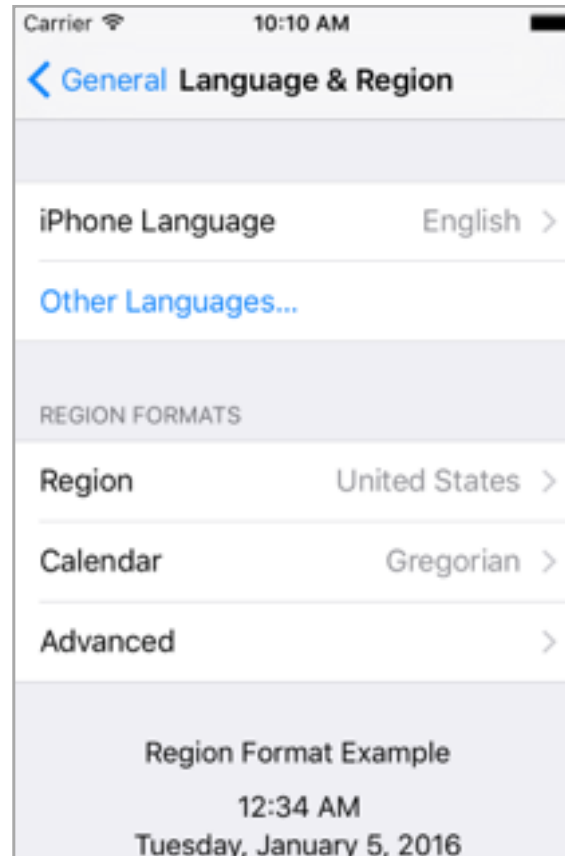 Carrier 10:10 AM
General Language & Region
iPhone Language English
Other Languages...
REGION FORMATS
Region United States
Calendar Gregorian
Advanced
Region Format Example
12:34 AM
Tuesday, January 5, 2016